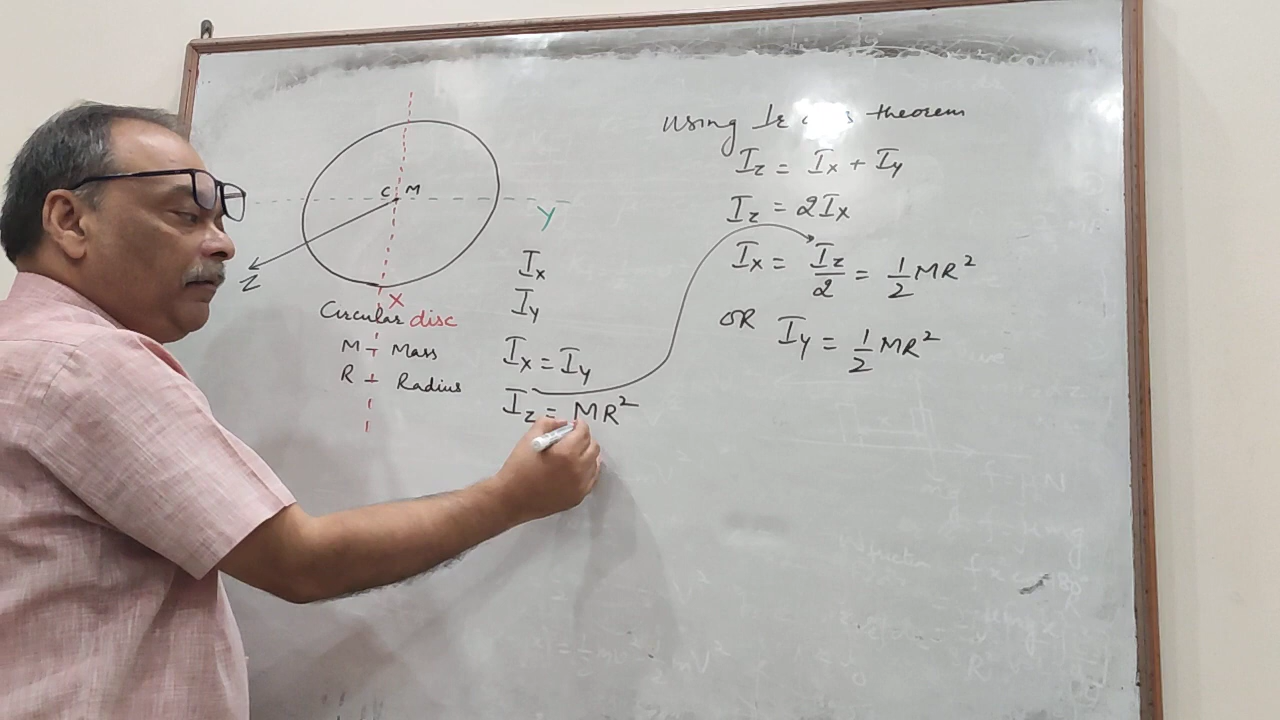 C M
Y
Z
X
Circular disc
M - Mass
R - Radius
Ix
Iy
Ix = Iy
Iz = MR²
Using theorem
Iz = Ix + Iy
Iz = 2Ix
Ix = Iz/2 = 1/2 MR²
OR Iy = 1/2 MR²